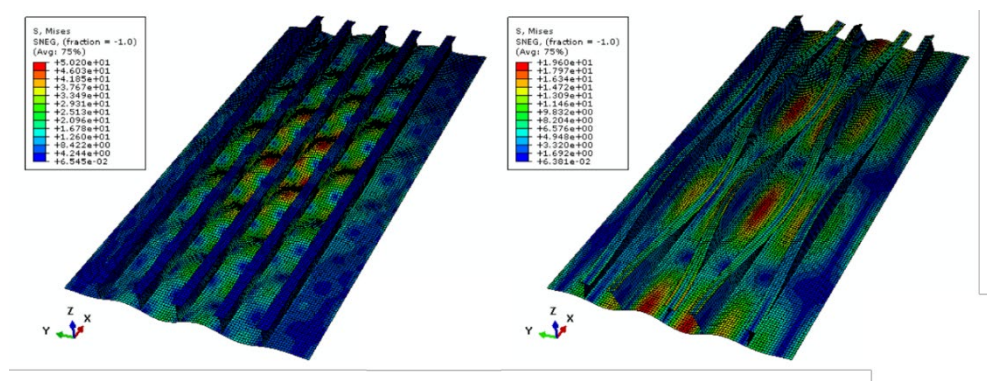 S, Mises
SNEG, (fraction = -1.0)
(Avg: 75%)
+5.020e+01
+4.603e+01
+4.185e+01
+3.767e+01
+3.349e+01
+2.931e+01
+2.513e+01
+2.096e+01
+1.678e+01
+1.260e+01
+8.422e+00
+4.244e+00
+6.545e-02
Z
Y
X
S, Mises
SNEG, (fraction = -1.0)
(Avg: 75%)
+1.960e+01
+1.797e+01
+1.634e+01
+1.472e+01
+1.309e+01
+1.146e+01
+9.832e+00
+8.204e+00
+6.576e+00
+4.948e+00
+3.320e+00
+1.692e+00
+6.381e-02
Z
Y
X